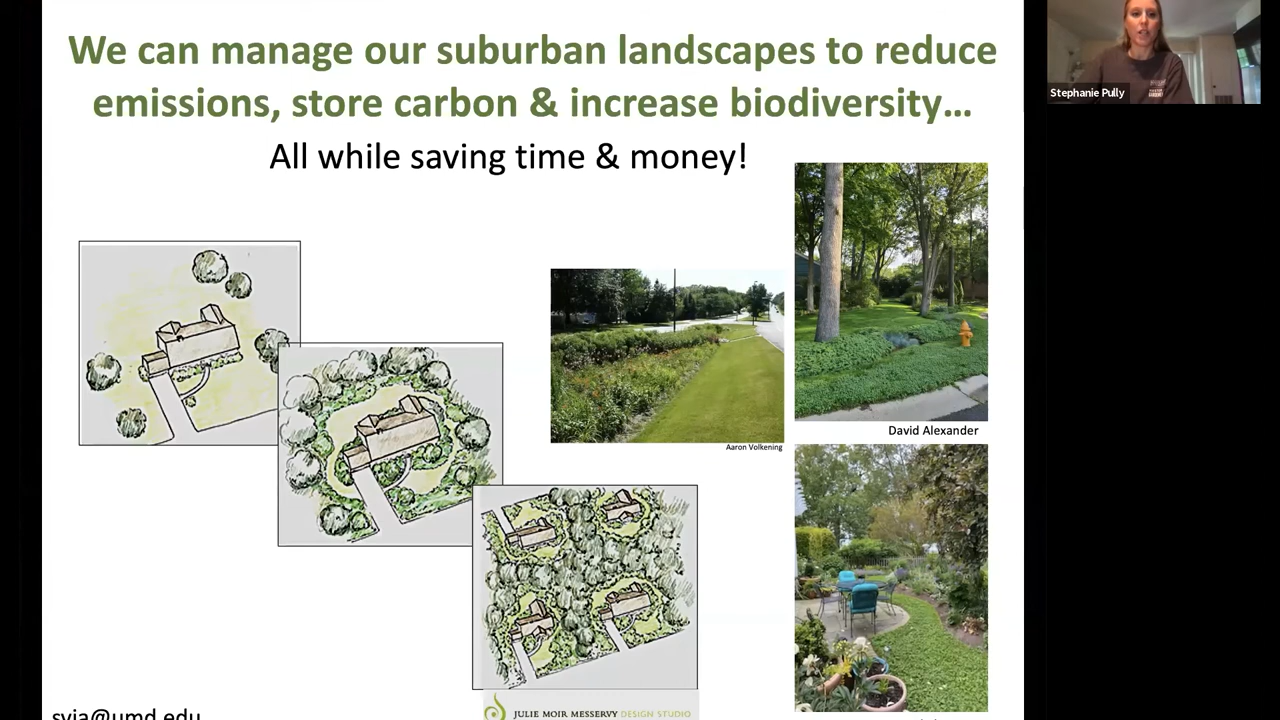 We can manage our suburban landscapes to reduce
emissions, store carbon & increase biodiversity…
All while saving time & money!
Stephanie Pully
David Alexander
Aaron Volkening
JULIE MOIR MESSERVY DESIGN STUDIO
svia@umd.edu